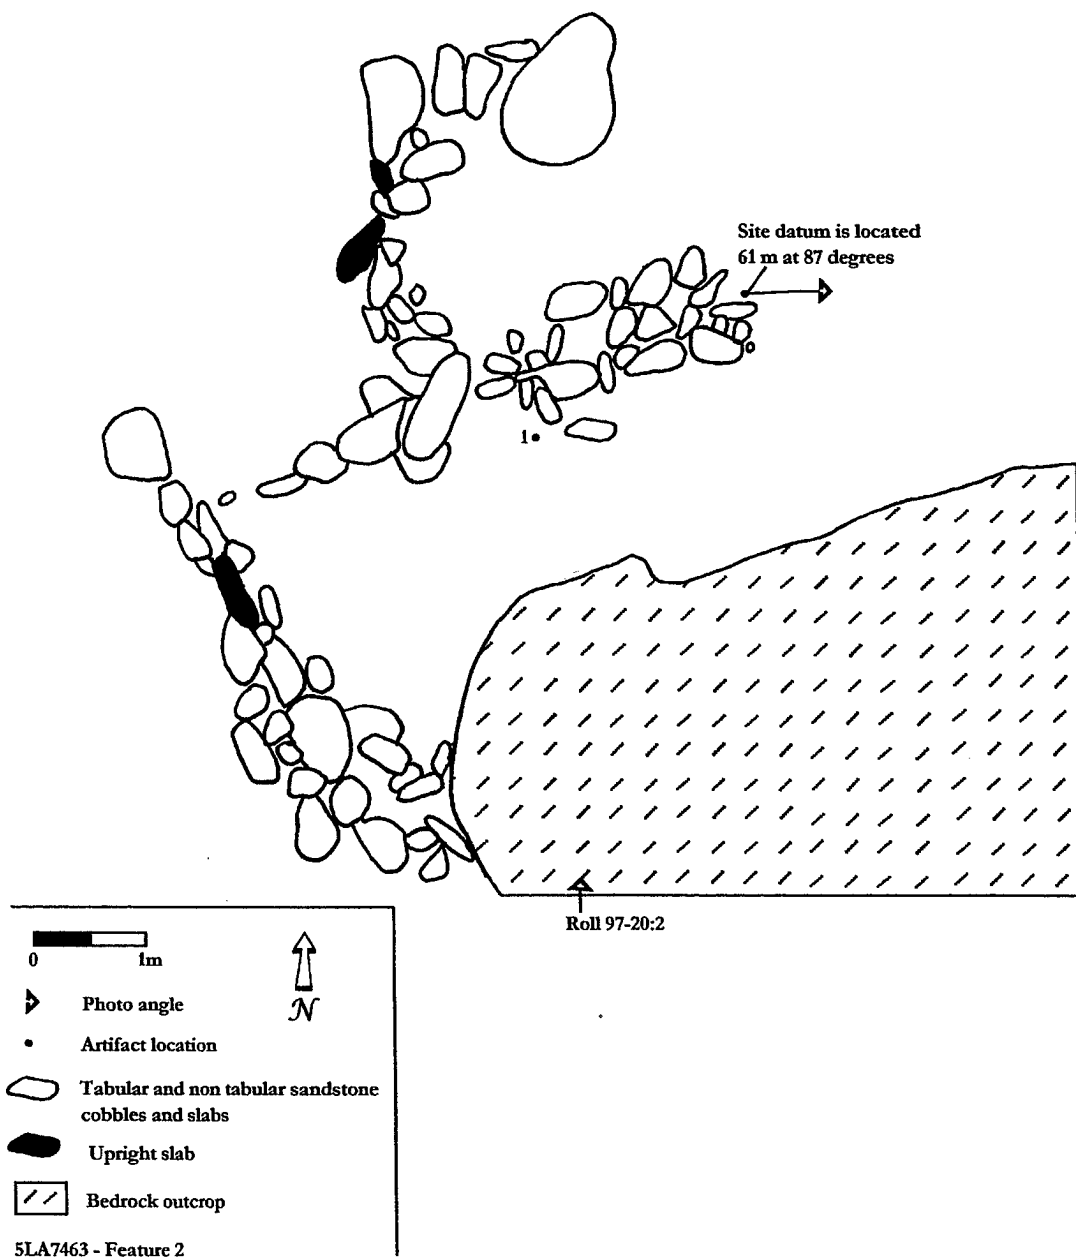 Site datum is located
61 m at 87 degrees
1
Roll 97-20:2
0 1m
N
Photo angle
Artifact location
Tabular and non tabular sandstone
cobbles and slabs
Upright slab
Bedrock outcrop
5LA7463 - Feature 2